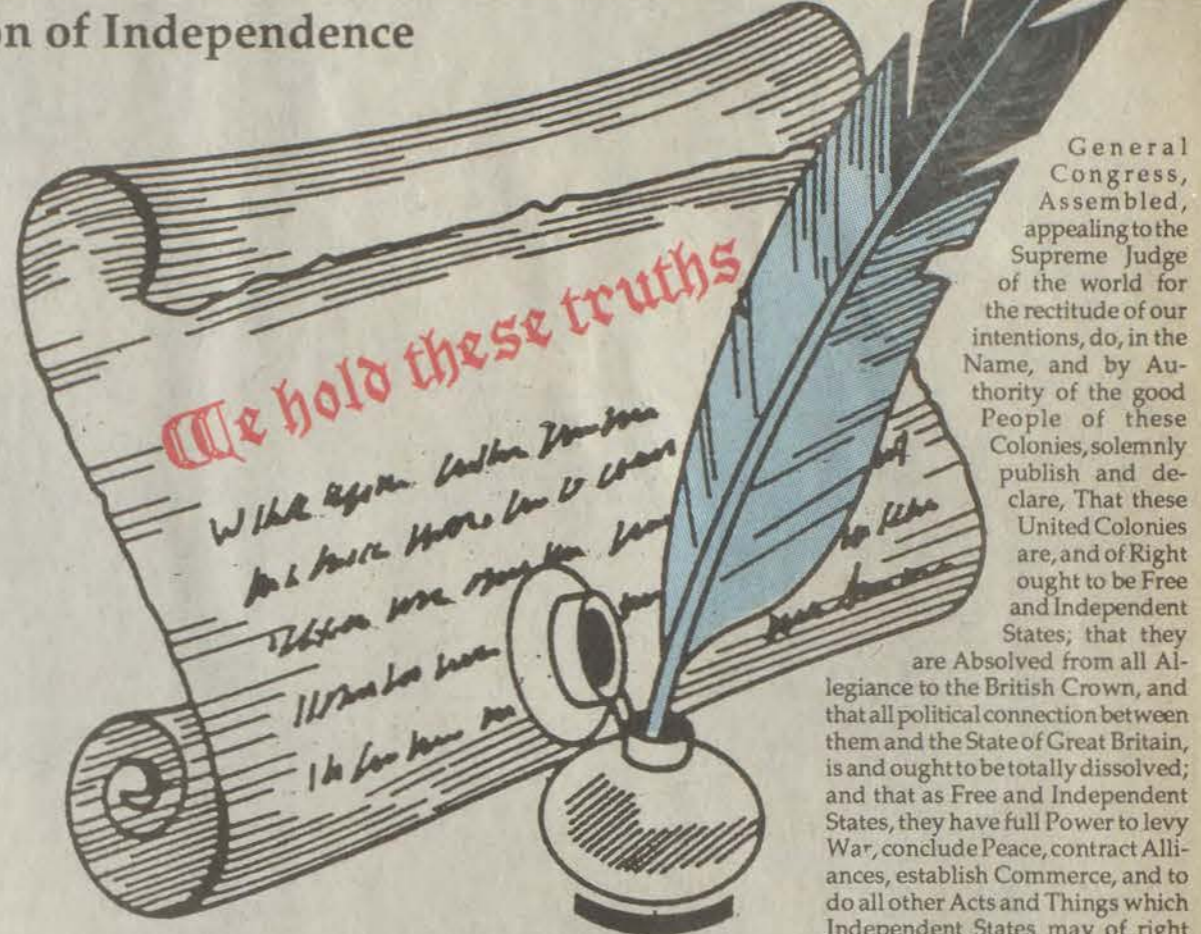 on of Independence
We hold these truths
General
Congress,
Assembled,
appealing to the
Supreme Judge
of the world for
the rectitude of our
intentions, do, in the
Name, and by Au-
thority of the good
People of these
Colonies, solemnly
publish and de-
clare, That these
United Colonies
are, and of Right
ought to be Free
and Independent
States; that they
are Absolved from all Al-
legiance to the British Crown, and
that all political connection between
them and the State of Great Britain,
is and ought to be totally dissolved;
and that as Free and Independent
States, they have full Power to levy
War, conclude Peace, contract Alli-
ances, establish Commerce, and to
do all other Acts and Things which
Independent States may of right